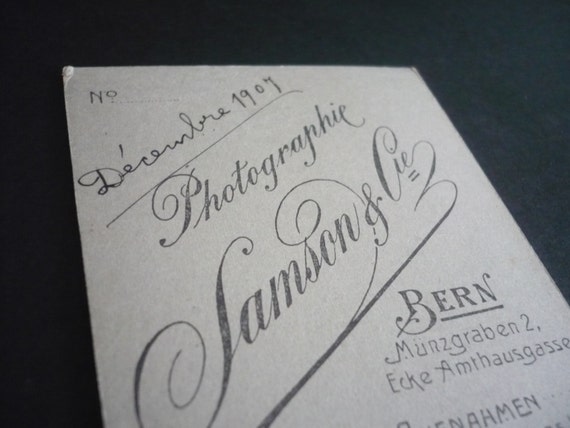 No
Décembre 1907
Photographie
Samson & Cie
BERN
Münzgraben 2,
Ecke Amthausgasse